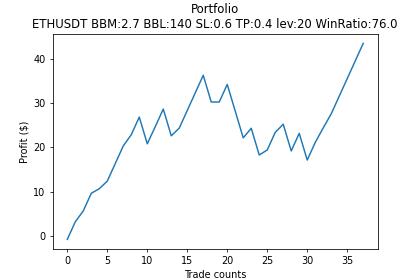 Portfolio
ETHUSDT BBM:2.7 BBL:140 SL:0.6 TP:0.4 lev:20 WinRatio:76.0
40
30
20
10
0
Profit ($)
0 5 10 15 20 25 30 35
Trade counts